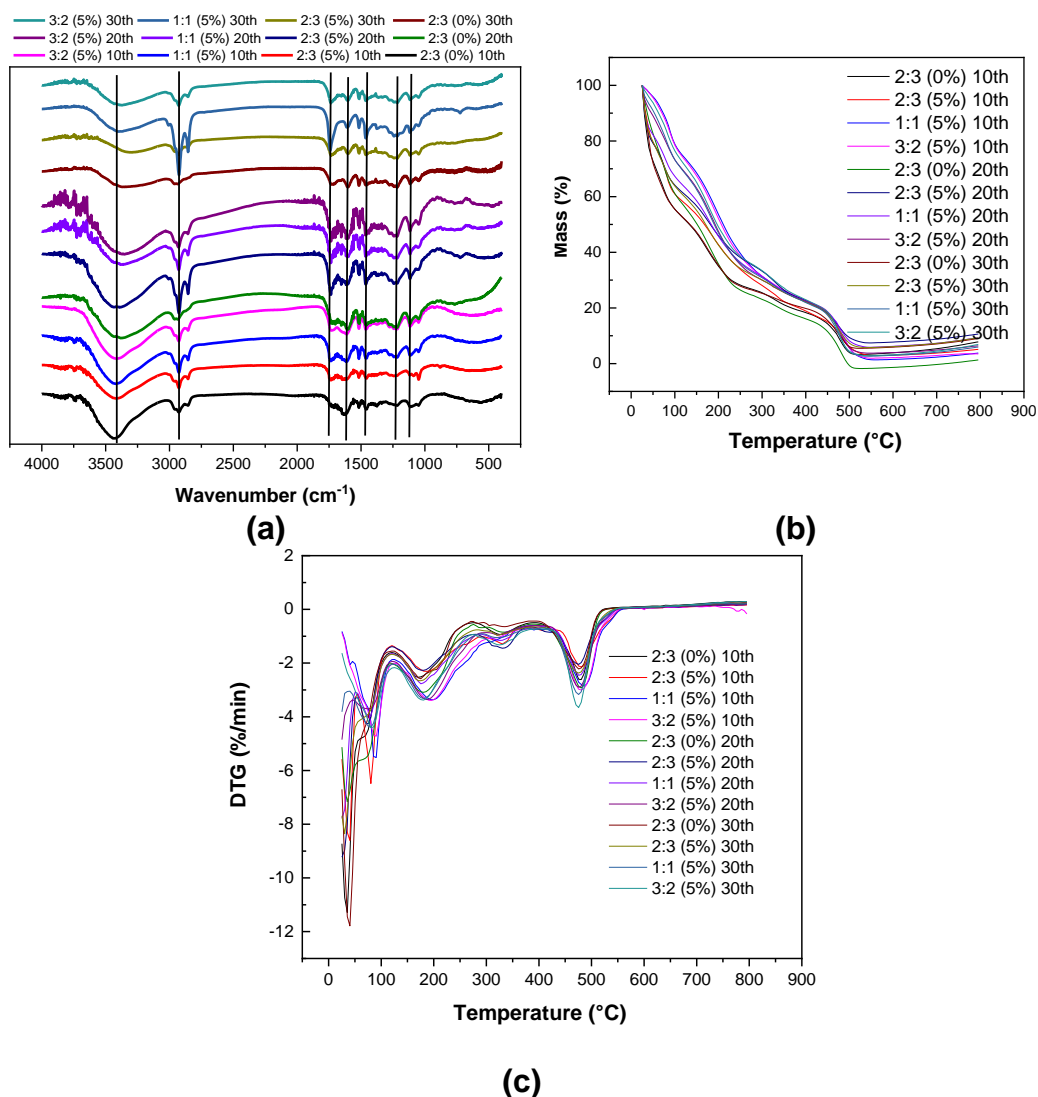 3:2 (5%) 30th 1:1 (5%) 30th 2:3 (5%) 30th 2:3 (0%) 30th
3:2 (5%) 20th 1:1 (5%) 20th 2:3 (5%) 20th 2:3 (0%) 20th
3:2 (5%) 10th 1:1 (5%) 10th 2:3 (5%) 10th 2:3 (0%) 10th
4000 3500 3000 2500 2000 1500 1000 500
Wavenumber (cm-1)
(a)
100
80
60
40
20
0
Mass (%)
2:3 (0%) 10th
2:3 (5%) 10th
1:1 (5%) 10th
3:2 (5%) 10th
2:3 (0%) 20th
2:3 (5%) 20th
1:1 (5%) 20th
3:2 (5%) 20th
2:3 (0%) 30th
2:3 (5%) 30th
1:1 (5%) 30th
3:2 (5%) 30th
0 100 200 300 400 500 600 700 800 900
Temperature (°C)
(b)
2
0
-2
-4
-6
-8
-10
-12
DTG (%/min)
2:3 (0%) 10th
2:3 (5%) 10th
1:1 (5%) 10th
3:2 (5%) 10th
2:3 (0%) 20th
2:3 (5%) 20th
1:1 (5%) 20th
3:2 (5%) 20th
2:3 (0%) 30th
2:3 (5%) 30th
1:1 (5%) 30th
3:2 (5%) 30th
0 100 200 300 400 500 600 700 800 900
Temperature (°C)
(c)